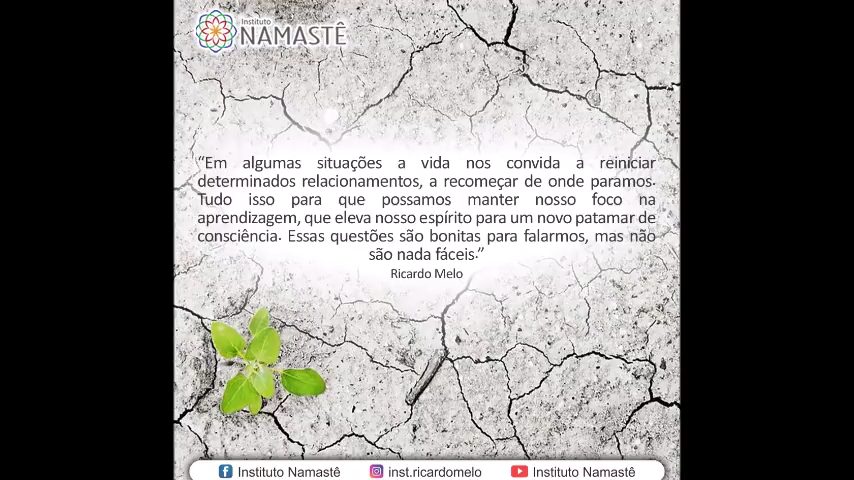 Instituto
NAMASTÊ
“Em algumas situações a vida nos convida a reiniciar
determinados relacionamentos, a recomeçar de onde paramos.
Tudo isso para que possamos manter nosso foco na
aprendizagem, que eleva nosso espírito para um novo patamar de
consciência. Essas questões são bonitas para falarmos, mas não
são nada fáceis.”
Ricardo Melo
Instituto Namastê inst.ricardomelo Instituto Namastê